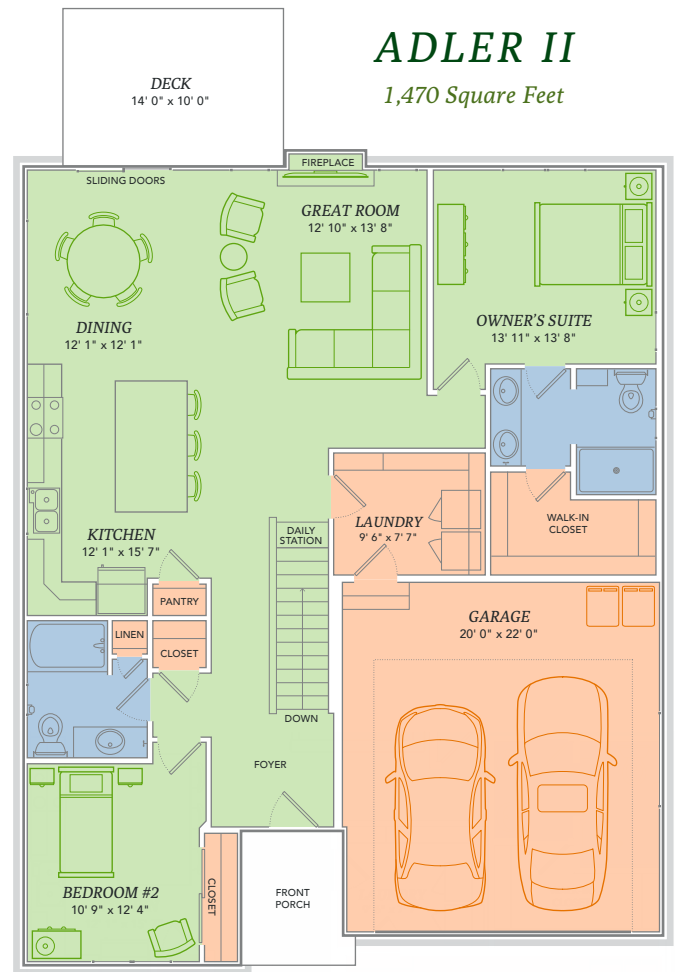 ADLER II
1,470 Square Feet
DECK
14' 0" x 10' 0"
FIREPLACE
SLIDING DOORS
GREAT ROOM
12' 10" x 13' 8"
DINING
12' 1" x 12' 1"
OWNER'S SUITE
13' 11" x 13' 8"
KITCHEN
12' 1" x 15' 7"
DAILY
STATION
LAUNDRY
9' 6" x 7' 7"
WALK-IN
CLOSET
PANTRY
LINEN
CLOSET
GARAGE
20' 0" x 22' 0"
DOWN
FOYER
BEDROOM #2
10' 9" x 12' 4"
CLOSET
FRONT
PORCH